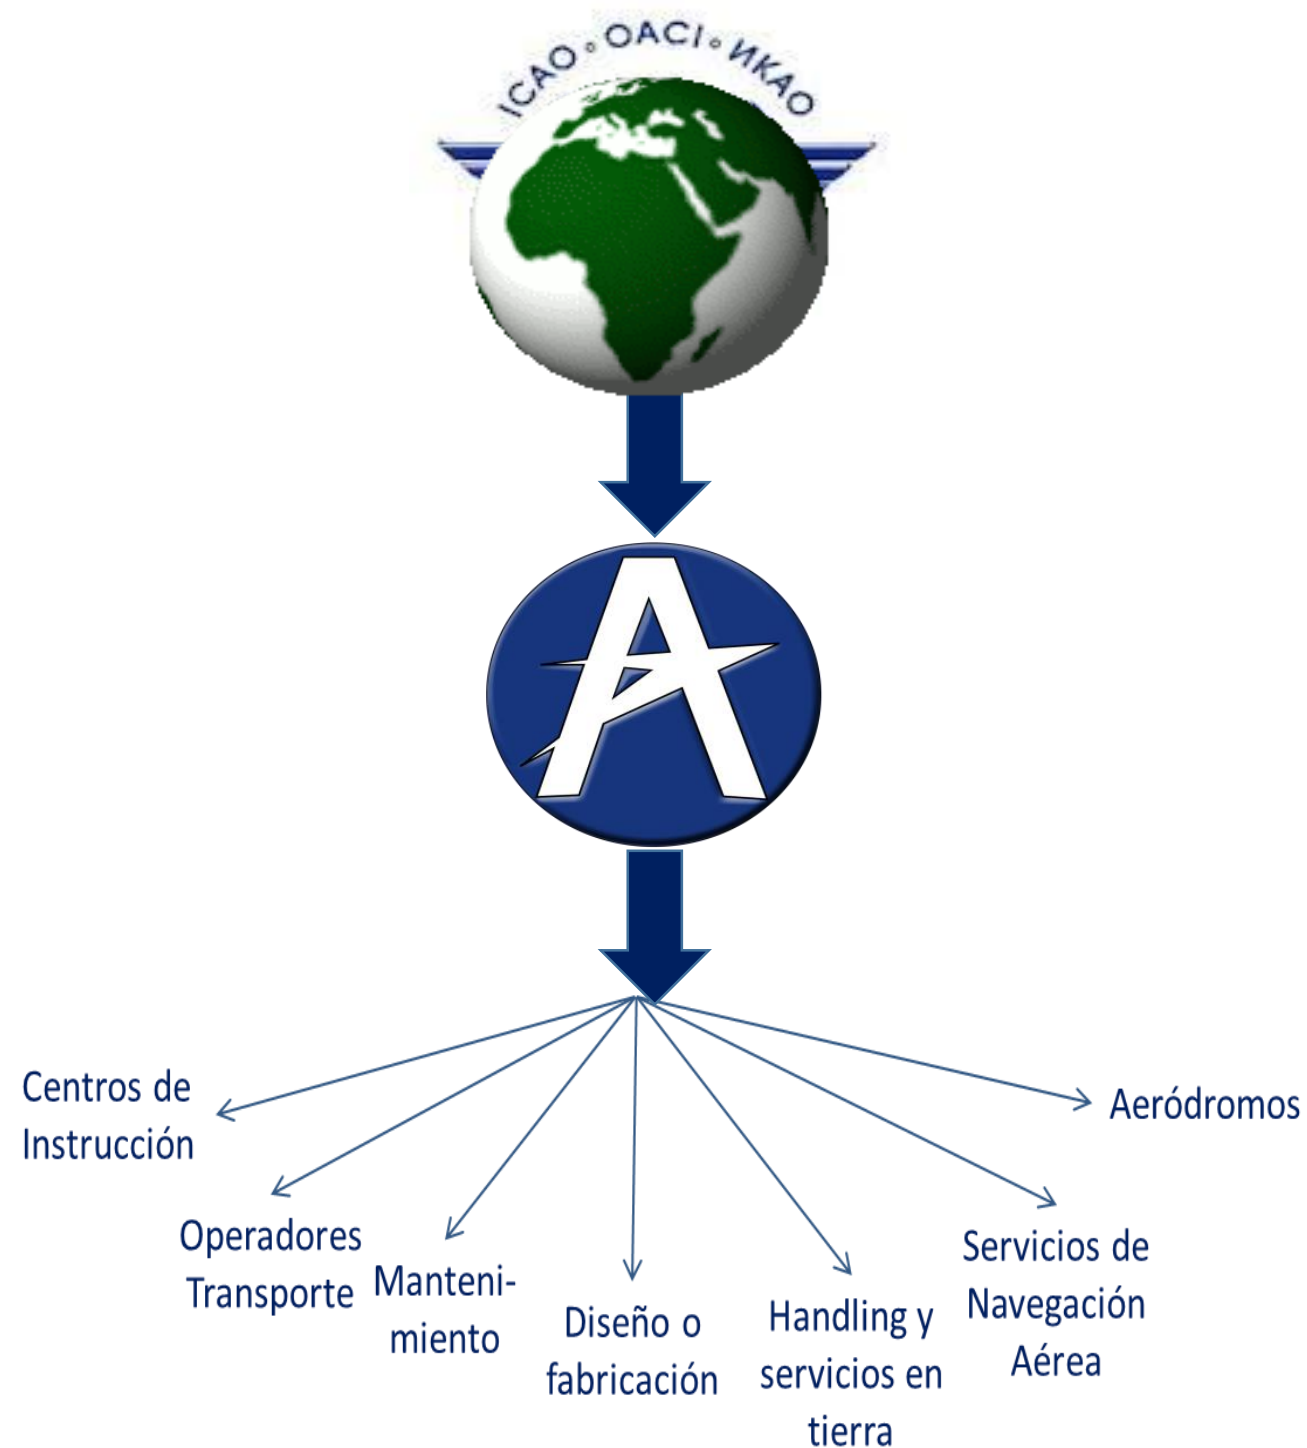 ICAO ◦ OACI ◦ ИКАО
Centros de
Instrucción
Operadores
Transporte
Manteni-
miento
Diseño o
fabricación
Handling y
servicios en
tierra
Servicios de
Navegación
Aérea
Aeródromos